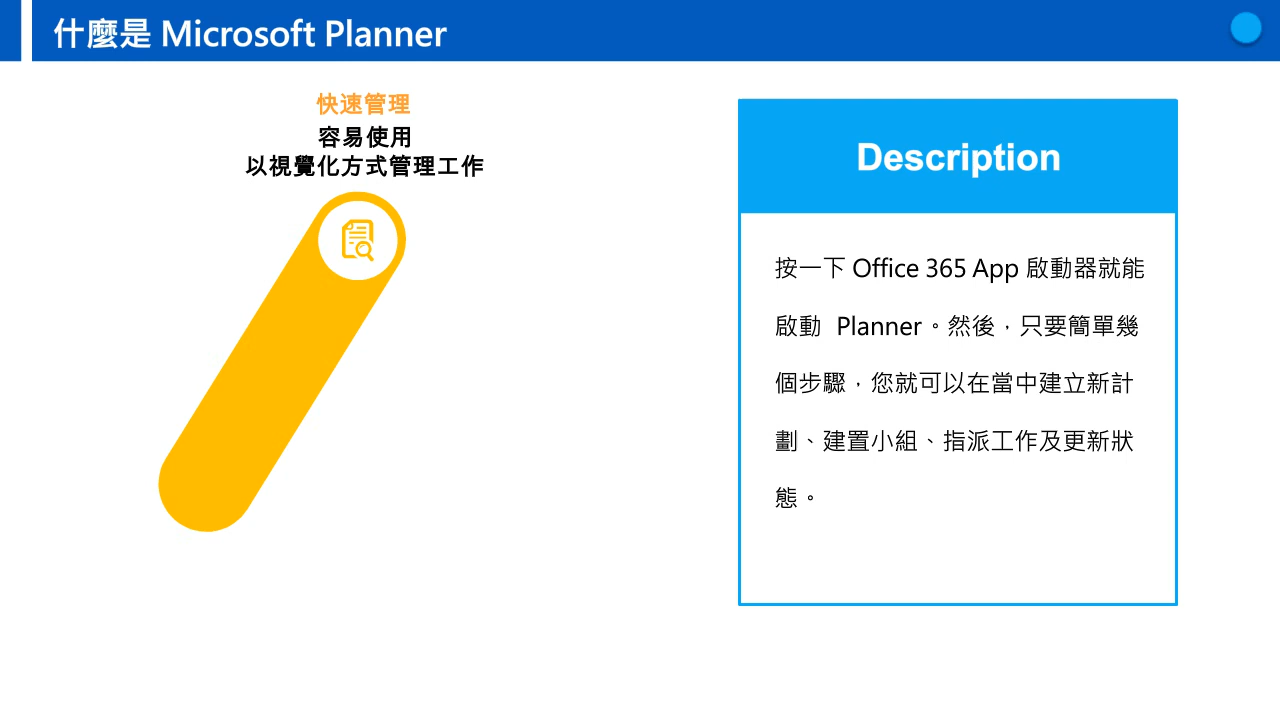 什麼是 Microsoft Planner
快速管理
容易使用
以視覺化方式管理工作
Description
按一下 Office 365 App 啟動器就能
啟動 Planner。然後，只要簡單幾
個步驟，您就可以在當中建立新計
劃、建置小組、指派工作及更新狀
態。